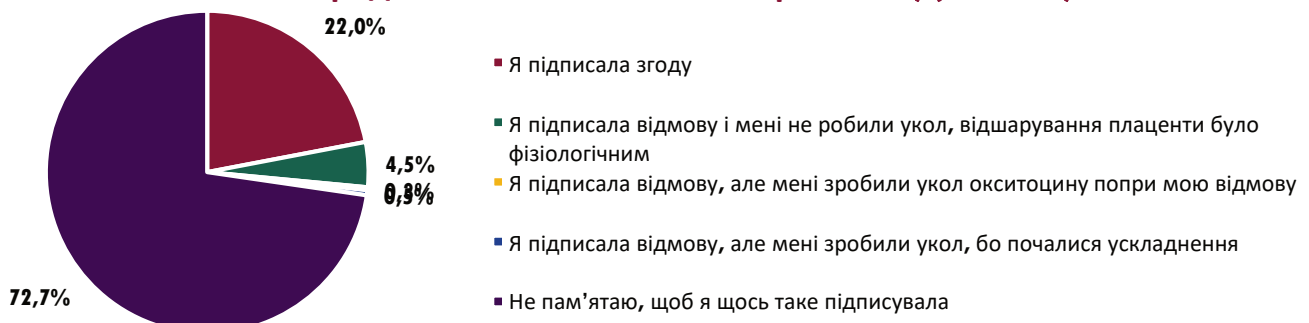 22,0%
Я підписала згоду
Я підписала відмову і мені не робили укол, відшарування плаценти було
фізіологічним
4,5%
Я підписала відмову, але мені зробили укол окситоцину попри мою відмову
Я підписала відмову, але мені зробили укол, бо почалися ускладнення
72,7%
Не пам’ятаю, щоб я щось таке підписувала